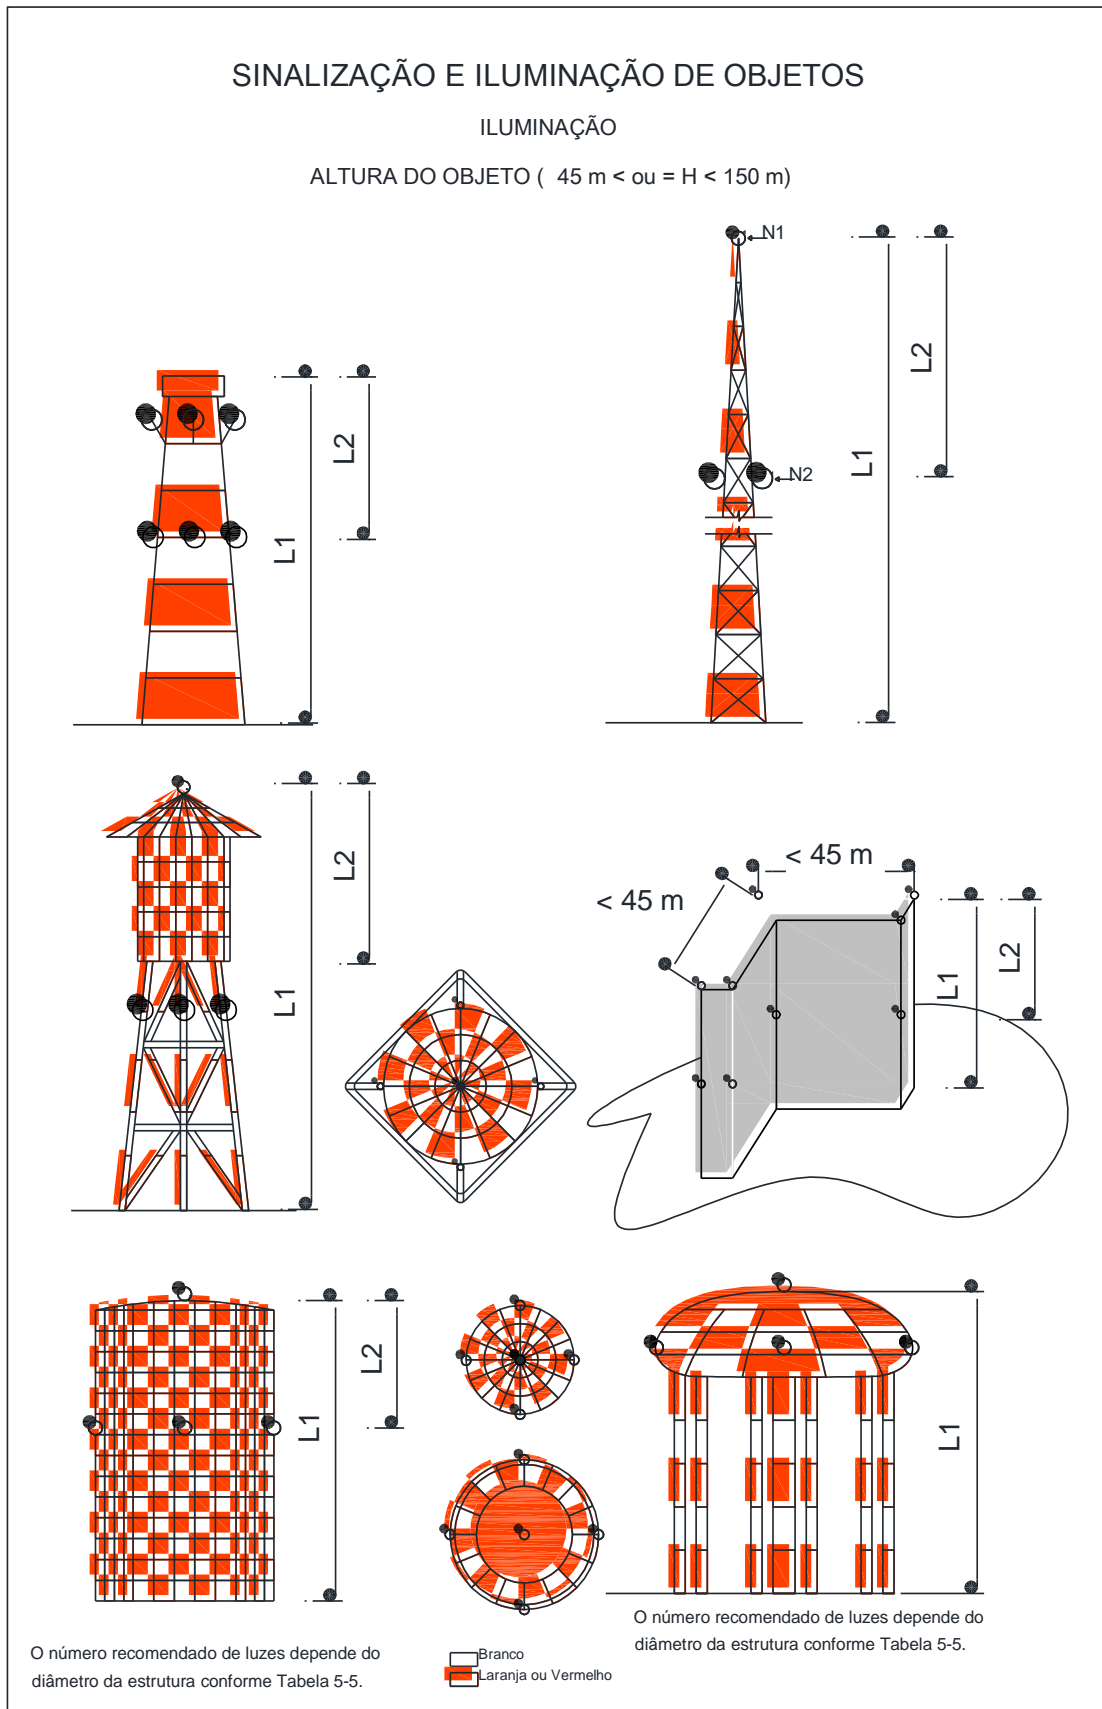 SINALIZAÇÃO E ILUMINAÇÃO DE OBJETOS
ILUMINAÇÃO
ALTURA DO OBJETO ( 45 m < ou = H < 150 m)
N1
L2
L2
L1
N2
L1
L2
< 45 m
< 45 m
L1
L2
L1
L2
L1
L1
O número recomendado de luzes depende do
diâmetro da estrutura conforme Tabela 5-5.
Branco
Laranja ou Vermelho
O número recomendado de luzes depende do
diâmetro da estrutura conforme Tabela 5-5.